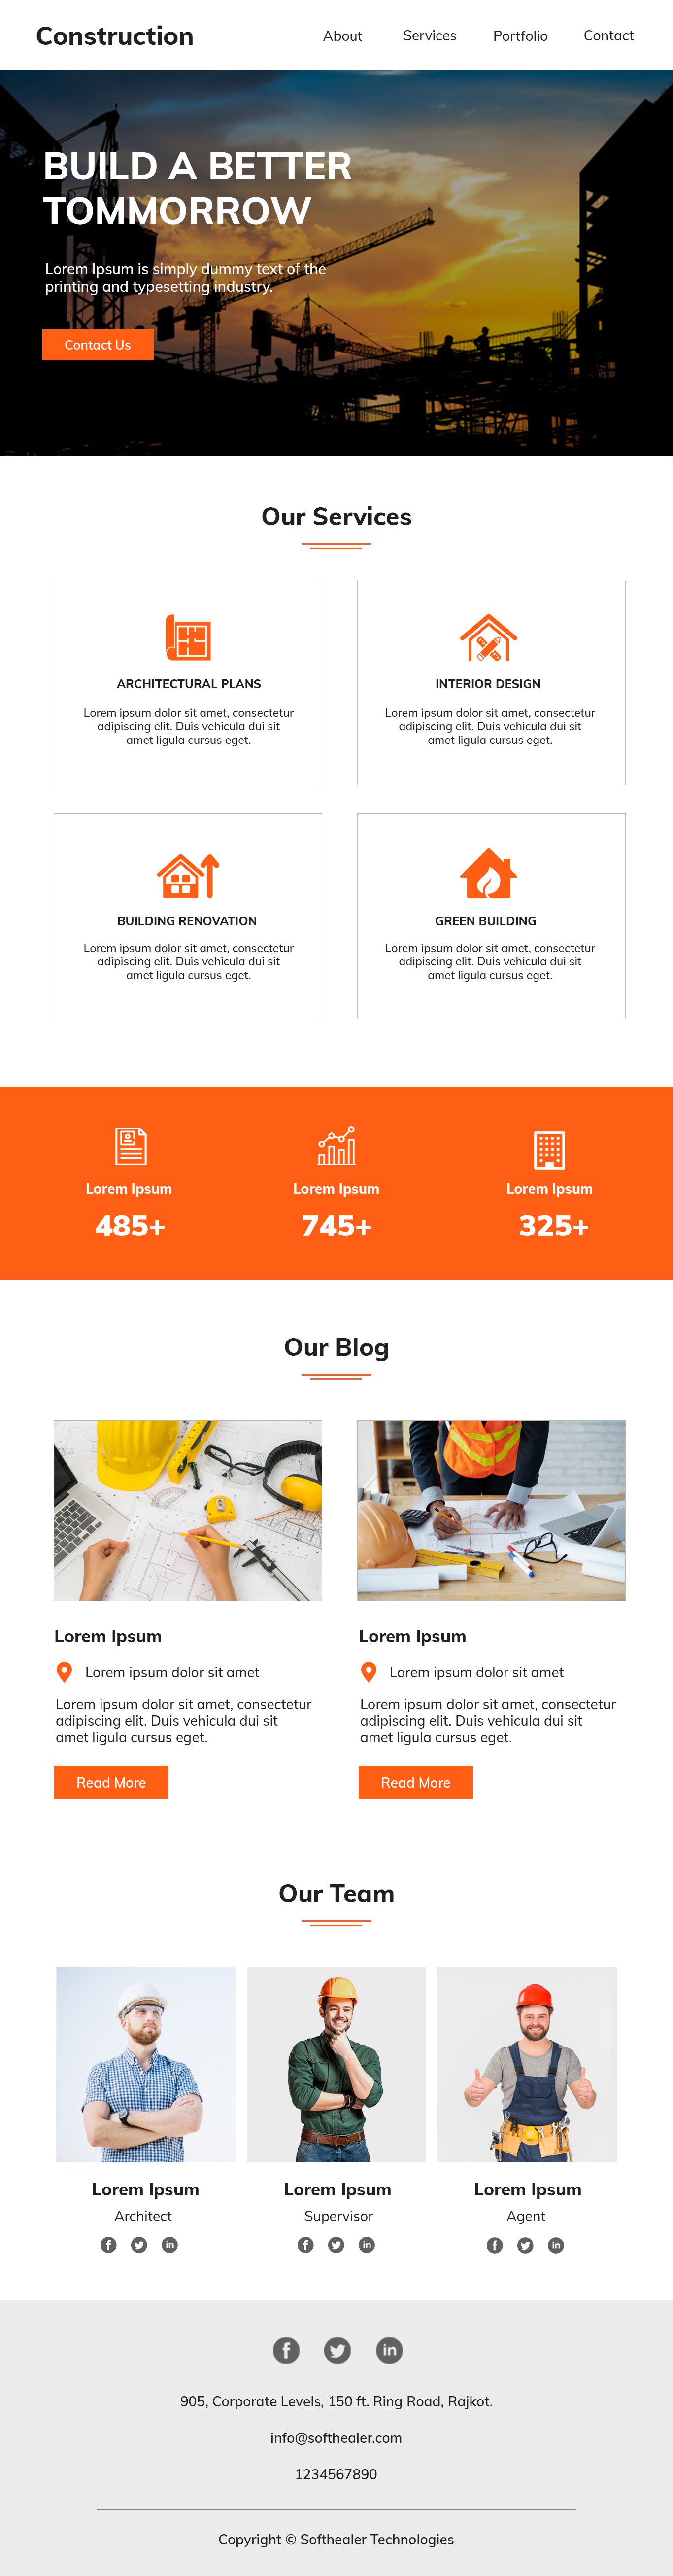 Construction
About Services Portfolio Contact
BUILD A BETTER
TOMMORROW
Lorem Ipsum is simply dummy text of the
printing and typesetting industry.
Contact Us
Our Services
ARCHITECTURAL PLANS
Lorem ipsum dolor sit amet, consectetur
adipiscing elit. Duis vehicula dui sit
amet ligula cursus eget.
INTERIOR DESIGN
Lorem ipsum dolor sit amet, consectetur
adipiscing elit. Duis vehicula dui sit
amet ligula cursus eget.
BUILDING RENOVATION
Lorem ipsum dolor sit amet, consectetur
adipiscing elit. Duis vehicula dui sit
amet ligula cursus eget.
GREEN BUILDING
Lorem ipsum dolor sit amet, consectetur
adipiscing elit. Duis vehicula dui sit
amet ligula cursus eget.
Lorem Ipsum
485+
Lorem Ipsum
745+
Lorem Ipsum
325+
Our Blog
Lorem Ipsum
Lorem ipsum dolor sit amet
Lorem ipsum dolor sit amet, consectetur
adipiscing elit. Duis vehicula dui sit
amet ligula cursus eget.
Read More
Lorem Ipsum
Lorem ipsum dolor sit amet
Lorem ipsum dolor sit amet, consectetur
adipiscing elit. Duis vehicula dui sit
amet ligula cursus eget.
Read More
Our Team
Lorem Ipsum
Architect
Lorem Ipsum
Supervisor
Lorem Ipsum
Agent
905, Corporate Levels, 150 ft. Ring Road, Rajkot.
info@softhealer.com
1234567890
Copyright © Softhealer Technologies